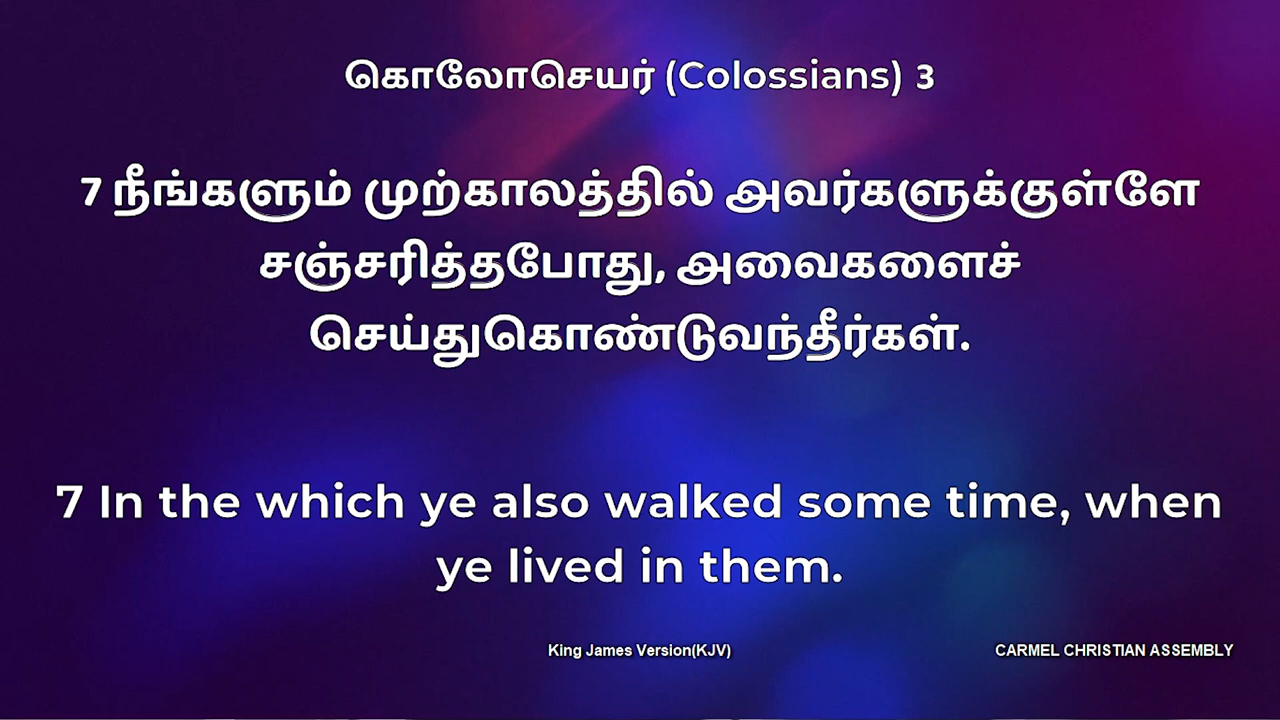 கொலோசெயர் (Colossians) 3
7 நீங்களும் முற்காலத்தில் அவர்களுக்குள்ளே
சஞ்சரித்தபோது, அவைகளைச்
செய்துகொண்டுவந்தீர்கள்.
7 In the which ye also walked some time, when
ye lived in them.
King James Version(KJV)
CARMEL CHRISTIAN ASSEMBLY